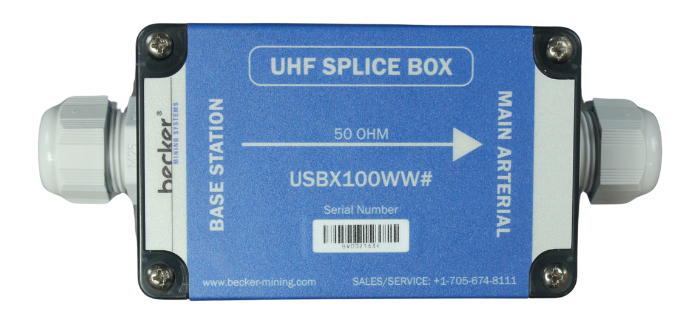 UHF SPLICE BOX
becker®
MINING SYSTEMS
BASE STATION
50 OHM
MAIN ARTERIAL
USBX100WW#
Serial Number
www.becker-mining.com
SALES/SERVICE: +1-705-674-8111